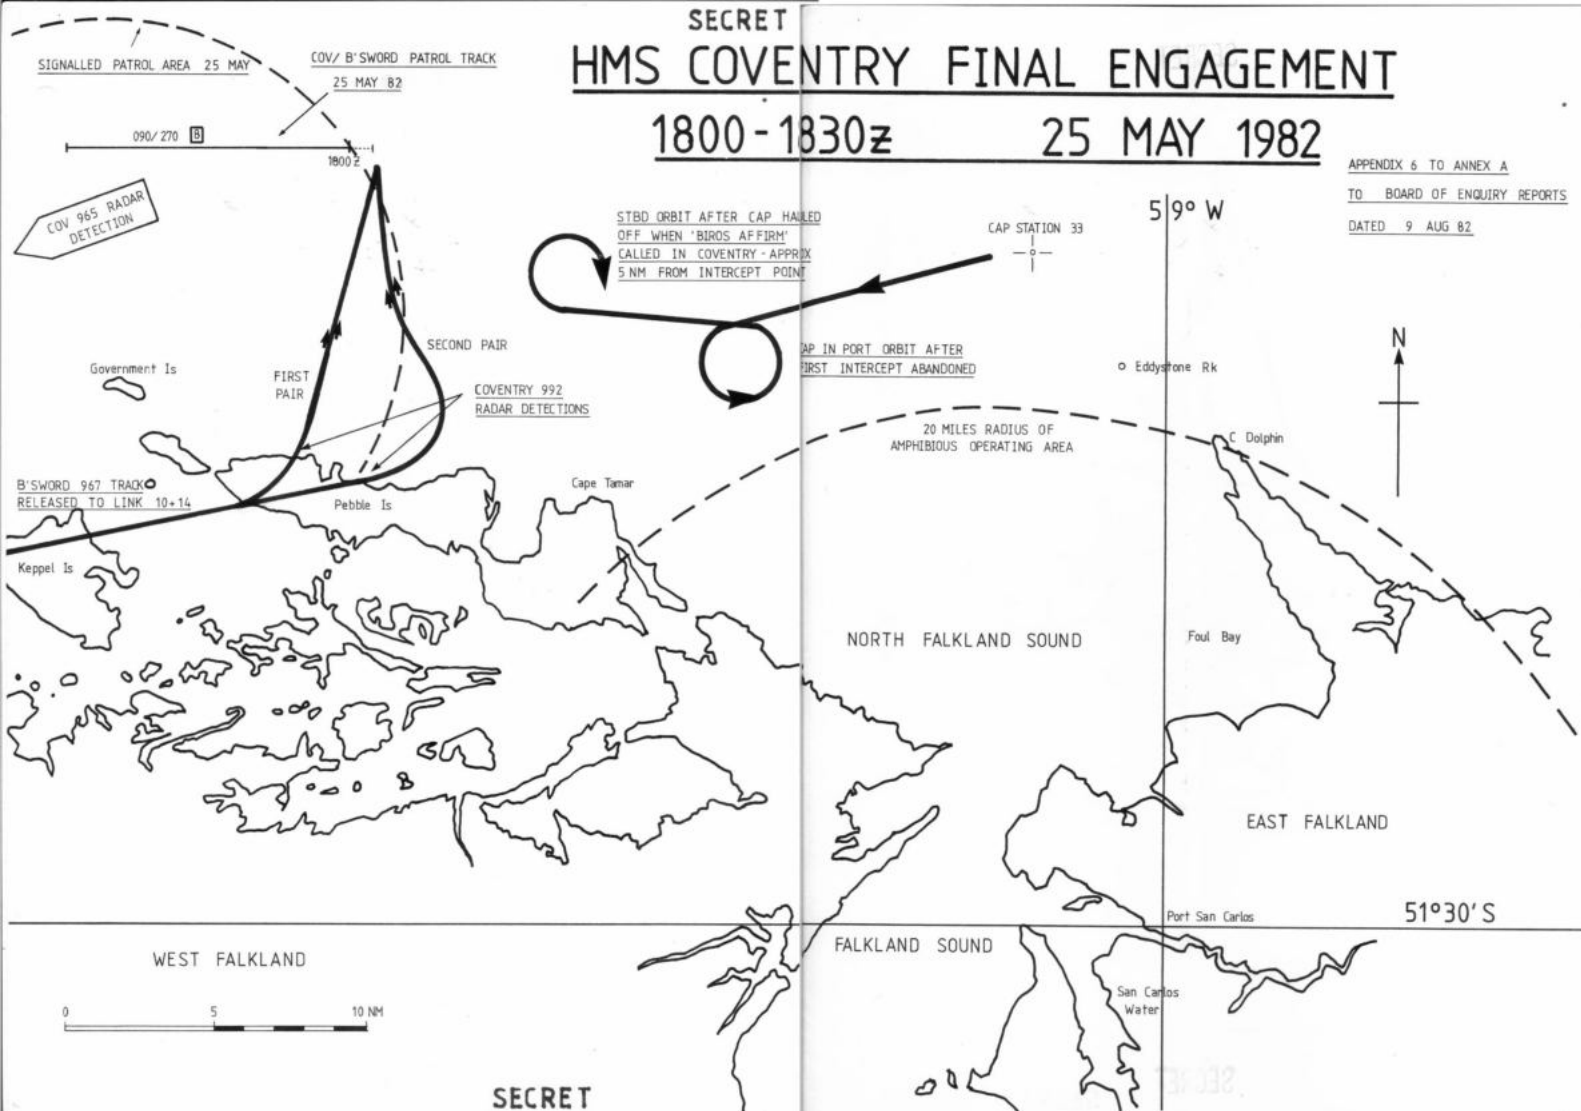 SECRET
HMS COVENTRY FINAL ENGAGEMENT
1800-1830z 25 MAY 1982
APPENDIX 6 TO ANNEX A
TO BOARD OF ENQUIRY REPORTS
DATED 9 AUG 82
SIGNALLED PATROL AREA 25 MAY
COV/ B'SWORD PATROL TRACK
25 MAY 82
090/270 B
1800 Z
COV 965 RADAR
DETECTION
STBD ORBIT AFTER CAP HAULED
OFF WHEN 'BIROS AFFIRM'
CALLED IN COVENTRY - APPRX
5 NM FROM INTERCEPT POINT
CAP STATION 33
59° W
AP IN PORT ORBIT AFTER
FIRST INTERCEPT ABANDONED
Eddystone Rk
N
Government Is
FIRST
PAIR
SECOND PAIR
COVENTRY 992
RADAR DETECTIONS
20 MILES RADIUS OF
AMPHIBIOUS OPERATING AREA
C Dolphin
B'SWORD 967 TRACK
RELEASED TO LINK 10+14
Pebble Is
Cape Tamar
Keppel Is
NORTH FALKLAND SOUND
Foul Bay
EAST FALKLAND
Port San Carlos
51°30'S
WEST FALKLAND
FALKLAND SOUND
San Carlos
Water
0 5 10 NM
SECRET